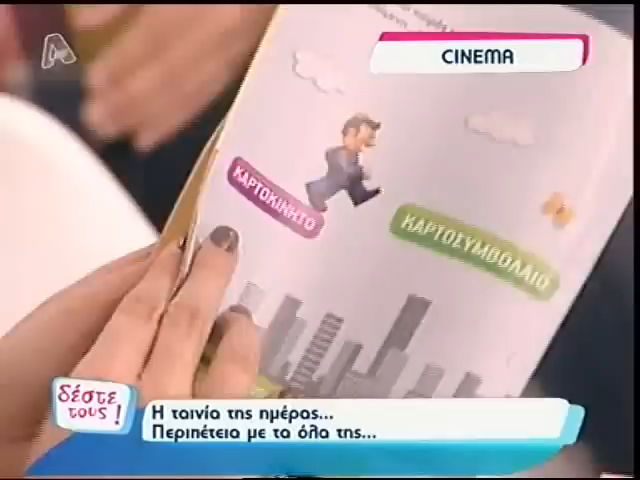 CINEMA
ΚΑΡΤΟΚΙΝΗΤΟ
ΚΑΡΤΟΣΥΜΒΟΛΑΙΟ
δέστε
τους!
Η ταινία της ημέρας...
Περιπέτεια με τα όλα της...